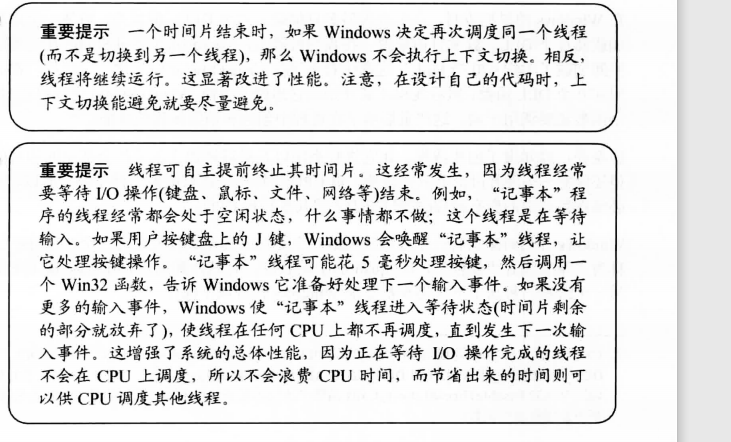 重要提示　一个时间片结束时，如果 Windows 决定再次调度同一个线程
(而不是切换到另一个线程)，那么 Windows 不会执行上下文切换。相反，
线程将继续运行。这显著改进了性能。注意，在设计自己的代码时，上
下文切换能避免就要尽量避免。
重要提示　线程可自主提前终止其时间片。这经常发生，因为线程经常
要等待 I/O 操作(键盘、鼠标、文件、网络等)结束。例如，“记事本”程
序的线程经常都会处于空闲状态，什么事情都不做；这个线程是在等待
输入。如果用户按键盘上的 J 键，Windows 会唤醒“记事本”线程，让
它处理按键操作。“记事本”线程可能花 5 毫秒处理按键，然后调用一
个 Win32 函数，告诉 Windows 它准备好处理下一个输入事件。如果没有
更多的输入事件，Windows 使“记事本”线程进入等待状态(时间片剩余
的部分就放弃了)，使线程在任何 CPU 上都不再调度，直到发生下一次输
入事件。这增强了系统的总体性能，因为正在等待 I/O 操作完成的线程
不会在 CPU 上调度，所以不会浪费 CPU 时间，而节省出来的时间则可
以供 CPU 调度其他线程。